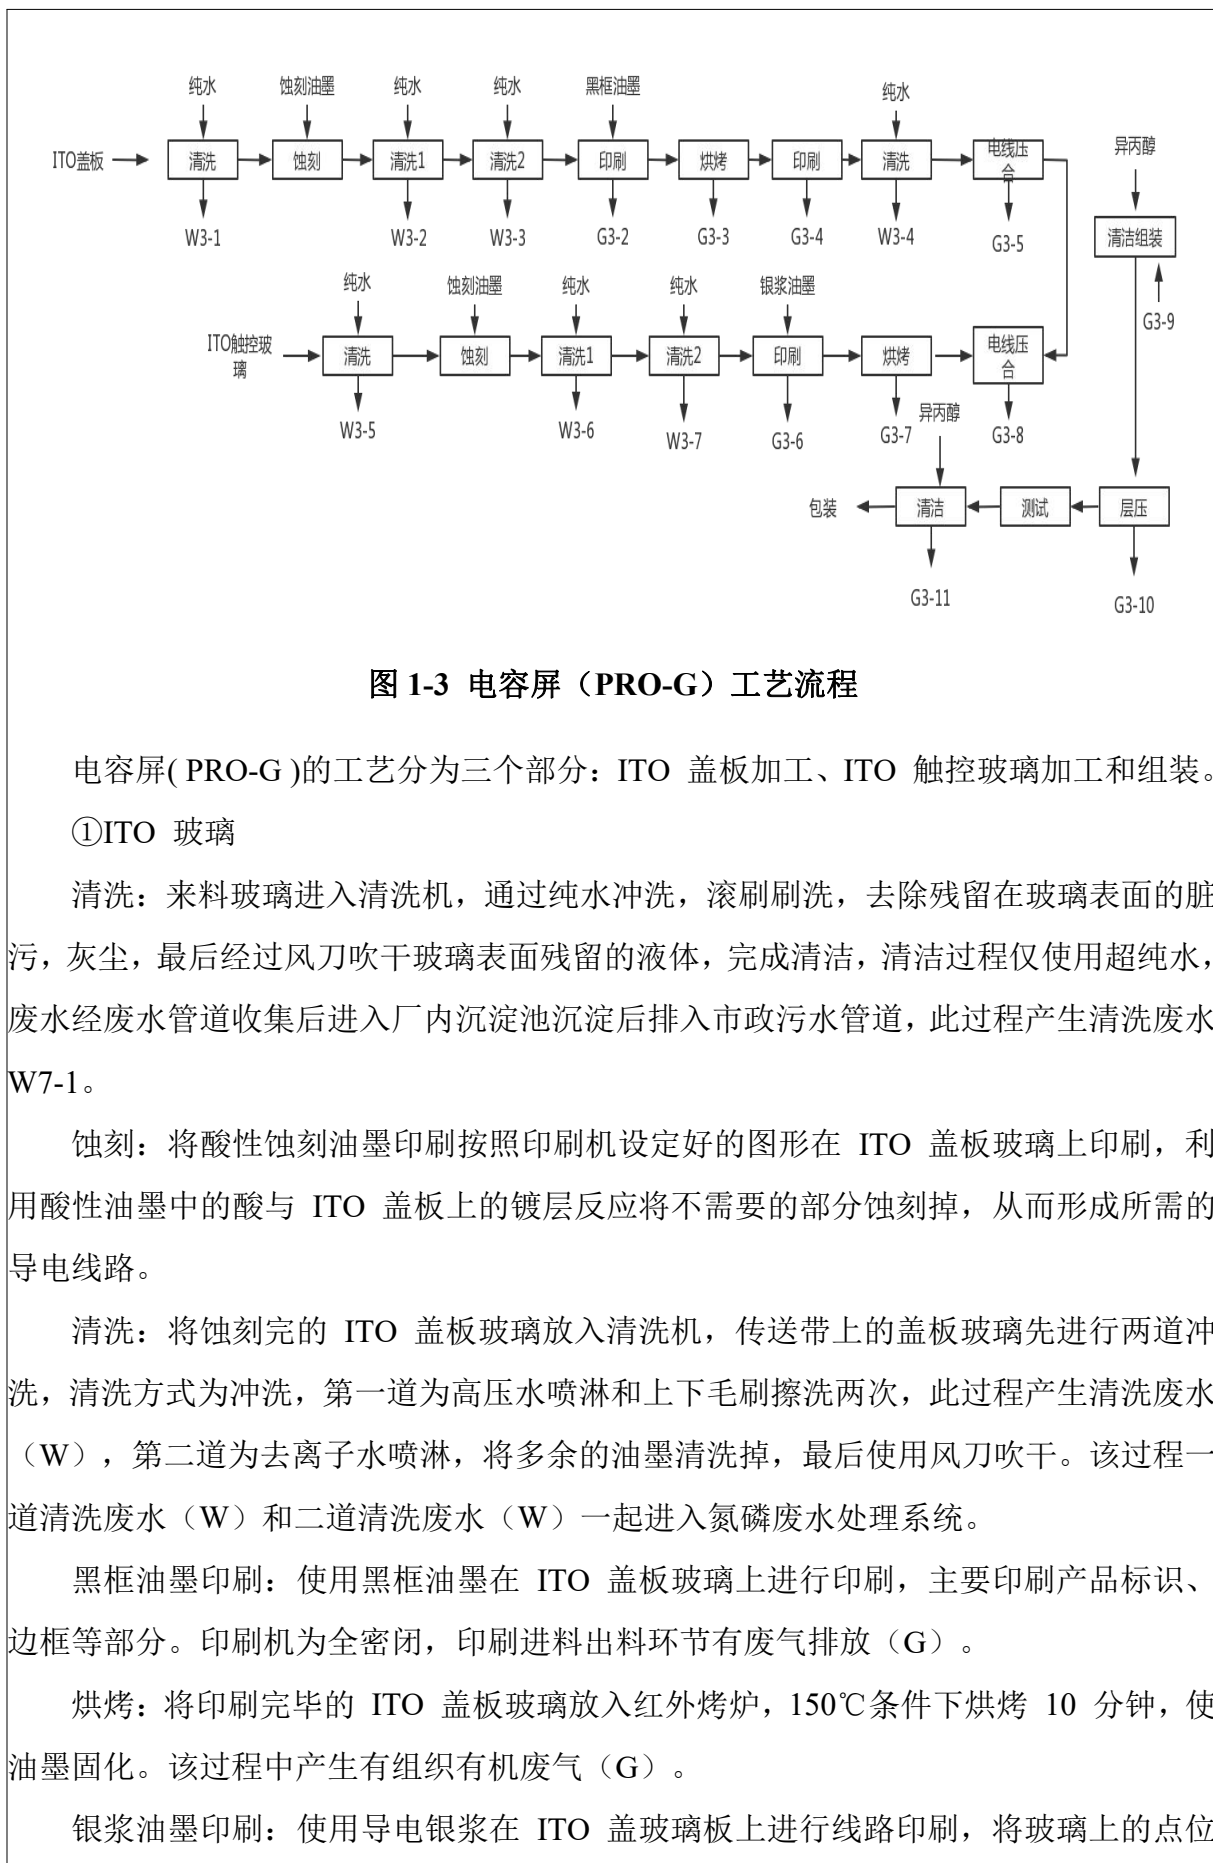 纯水 蚀刻油墨 纯水 纯水 黑框油墨 纯水
异丙醇
ITO盖板 清洗 蚀刻 清洗1 清洗2 印刷 烘烤 印刷 清洗 电线压合
清洁组装
W3-1 W3-2 W3-3 G3-2 G3-3 G3-4 W3-4 G3-5
纯水 蚀刻油墨 纯水 纯水 银浆油墨
G3-9
ITO触控玻璃 清洗 蚀刻 清洗1 清洗2 印刷 烘烤 电线压合
W3-5 W3-6 W3-7 G3-6 G3-7 异丙醇 G3-8
包装 清洁 测试 层压
G3-11 G3-10
图 1-3 电容屏（PRO-G）工艺流程
电容屏( PRO-G )的工艺分为三个部分：ITO 盖板加工、ITO 触控玻璃加工和组装。
①ITO 玻璃
清洗：来料玻璃进入清洗机，通过纯水冲洗，滚刷刷洗，去除残留在玻璃表面的脏
污，灰尘，最后经过风刀吹干玻璃表面残留的液体，完成清洁，清洁过程仅使用超纯水，
废水经废水管道收集后进入厂内沉淀池沉淀后排入市政污水管道，此过程产生清洗废水
W7-1。
蚀刻：将酸性蚀刻油墨印刷按照印刷机设定好的图形在 ITO 盖板玻璃上印刷，利
用酸性油墨中的酸与 ITO 盖板上的镀层反应将不需要的部分蚀刻掉，从而形成所需的
导电线路。
清洗：将蚀刻完的 ITO 盖板玻璃放入清洗机，传送带上的盖板玻璃先进行两道冲
洗，清洗方式为冲洗，第一道为高压水喷淋和上下毛刷擦洗两次，此过程产生清洗废水
（W），第二道为去离子水喷淋，将多余的油墨清洗掉，最后使用风刀吹干。该过程一
道清洗废水（W）和二道清洗废水（W）一起进入氮磷废水处理系统。
黑框油墨印刷：使用黑框油墨在 ITO 盖板玻璃上进行印刷，主要印刷产品标识、
边框等部分。印刷机为全密闭，印刷进料出料环节有废气排放（G）。
烘烤：将印刷完毕的 ITO 盖板玻璃放入红外烤炉，150℃条件下烘烤 10 分钟，使
油墨固化。该过程中产生有组织有机废气（G）。
银浆油墨印刷：使用导电银浆在 ITO 盖玻璃板上进行线路印刷，将玻璃上的点位